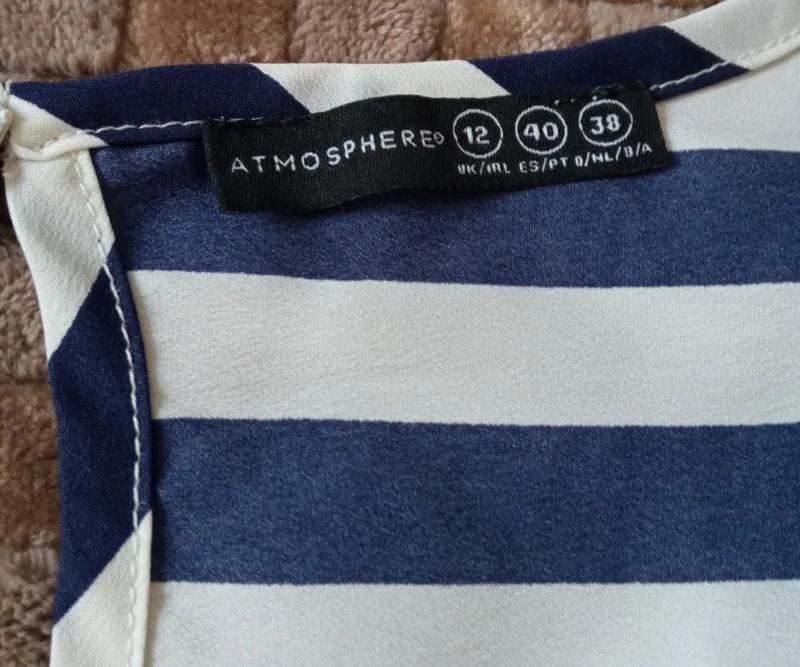 ATMOSPHERE® 12 40 38
UK/IRL ES/PT D/NL/B/A